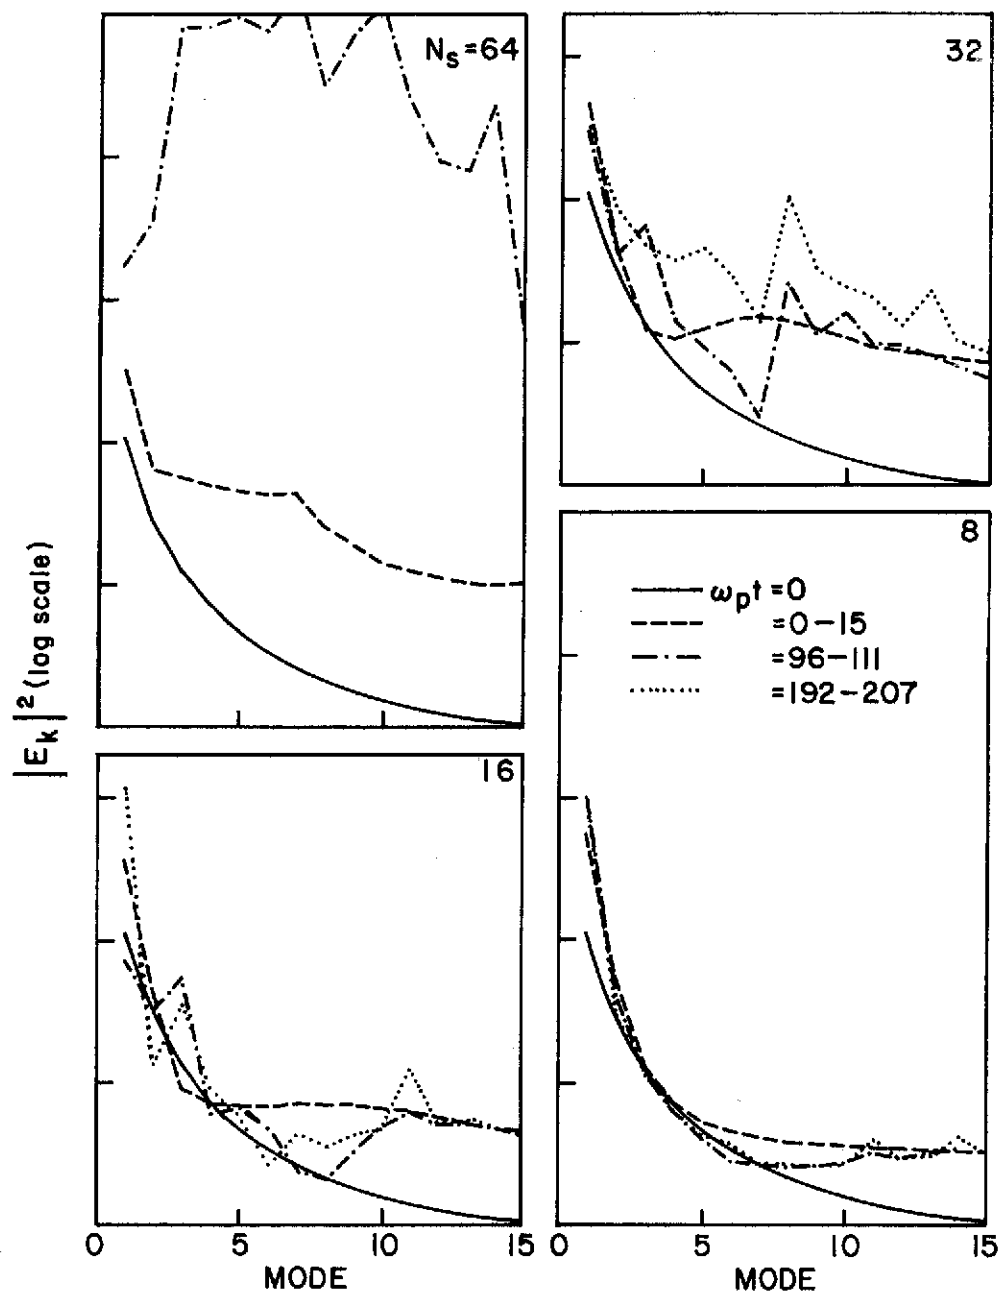 N_s=64
32
|E_k|² (log scale)
8
ω_p t=0
=0–15
=96–111
=192–207
16
0
5
10
15
MODE
0
5
10
15
MODE